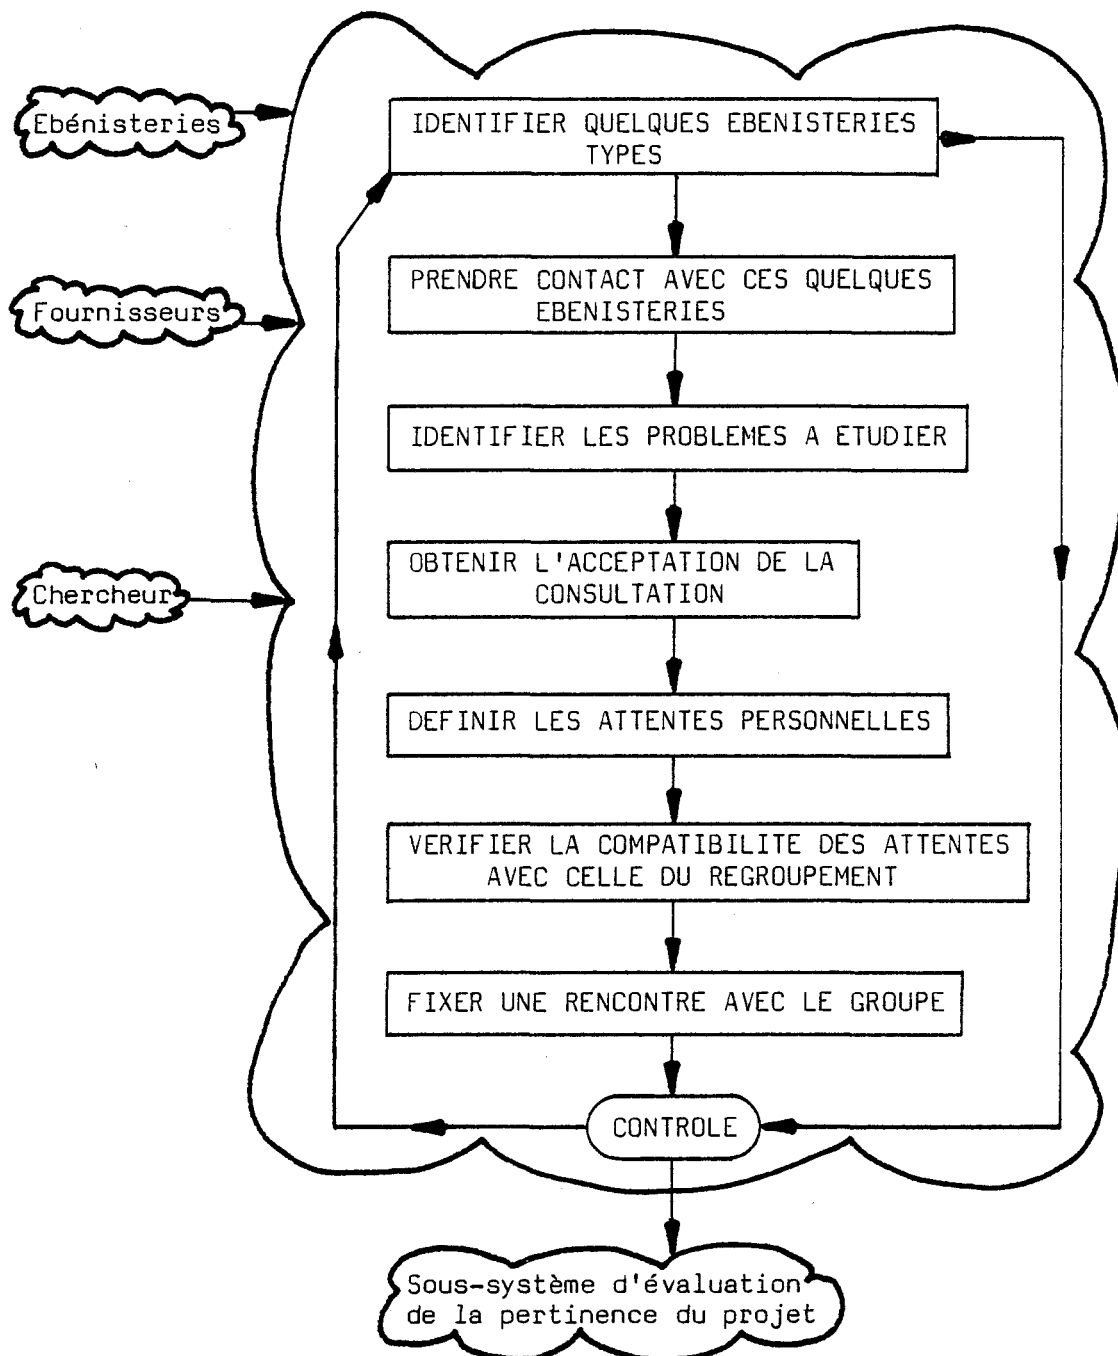 Ebénisteries
IDENTIFIER QUELQUES EBENISTERIES
TYPES
PRENDRE CONTACT AVEC CES QUELQUES
EBENISTERIES
Fournisseurs
IDENTIFIER LES PROBLEMES A ETUDIER
OBTENIR L'ACCEPTATION DE LA
CONSULTATION
Chercheur
DEFINIR LES ATTENTES PERSONNELLES
VERIFIER LA COMPATIBILITE DES ATTENTES
AVEC CELLE DU REGROUPEMENT
FIXER UNE RENCONTRE AVEC LE GROUPE
CONTROLE
Sous-système d'évaluation
de la pertinence du projet